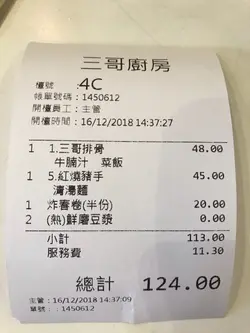 三哥廚房
檯號 :4C
帳單號碼:1450612
開檯員工:主管
開檯時間:16/12/2018 14:37:27
1 1.三哥排骨 48.00
牛腩汁 菜飯
1 5.紅燒豬手 45.00
清湯麵
1 炸響卷(半份) 20.00
2 (熱)鮮磨豆漿 0.00
小計 113.00
服務費 11.30
總計 124.00
主管:16/12/2018 14:37:09
單號: :1450612